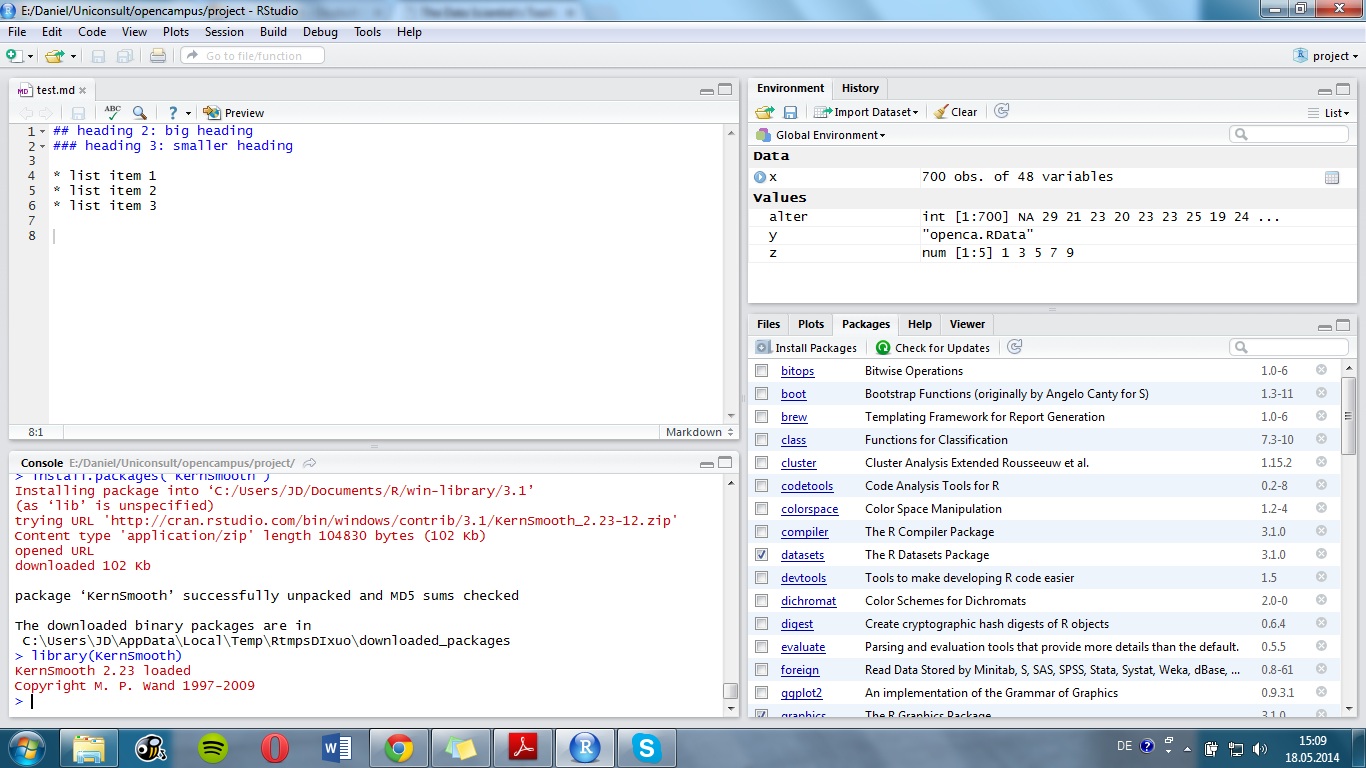 E:/Daniel/Uniconsult/opencampus/project - RStudio
File Edit Code View Plots Session Build Debug Tools Help
Go to file/function
project
test.md
ABC
Preview
1 ## heading 2: big heading
2 ### heading 3: smaller heading
3
4 * list item 1
5 * list item 2
6 * list item 3
7
8
8:1 Markdown
Console E:/Daniel/Uniconsult/opencampus/project/
> install.packages("KernSmooth")
Installing package into ‘C:/Users/JD/Documents/R/win-library/3.1’
(as ‘lib’ is unspecified)
trying URL 'http://cran.rstudio.com/bin/windows/contrib/3.1/KernSmooth_2.23-12.zip'
Content type 'application/zip' length 104830 bytes (102 Kb)
opened URL
downloaded 102 Kb
package ‘KernSmooth’ successfully unpacked and MD5 sums checked
The downloaded binary packages are in
C:\Users\JD\AppData\Local\Temp\RtmpsDIxuo\downloaded_packages
> library(KernSmooth)
KernSmooth 2.23 loaded
Copyright M. P. Wand 1997-2009
>
Environment History
Import Dataset Clear List
Global Environment
Data
x 700 obs. of 48 variables
Values
alter int [1:700] NA 29 21 23 20 23 23 25 19 24 ...
y "openca.RData"
z num [1:5] 1 3 5 7 9
Files Plots Packages Help Viewer
Install Packages Check for Updates
bitops Bitwise Operations 1.0-6
boot Bootstrap Functions (originally by Angelo Canty for S) 1.3-11
brew Templating Framework for Report Generation 1.0-6
class Functions for Classification 7.3-10
cluster Cluster Analysis Extended Rousseeuw et al. 1.15.2
codetools Code Analysis Tools for R 0.2-8
colorspace Color Space Manipulation 1.2-4
compiler The R Compiler Package 3.1.0
datasets The R Datasets Package 3.1.0
devtools Tools to make developing R code easier 1.5
dichromat Color Schemes for Dichromats 2.0-0
digest Create cryptographic hash digests of R objects 0.6.4
evaluate Parsing and evaluation tools that provide more details than the default. 0.5.5
foreign Read Data Stored by Minitab, S, SAS, SPSS, Stata, Systat, Weka, dBase, ... 0.8-61
ggplot2 An implementation of the Grammar of Graphics 0.9.3.1
graphics The R Graphics Package 3.1.0
DE 15:09
18.05.2014